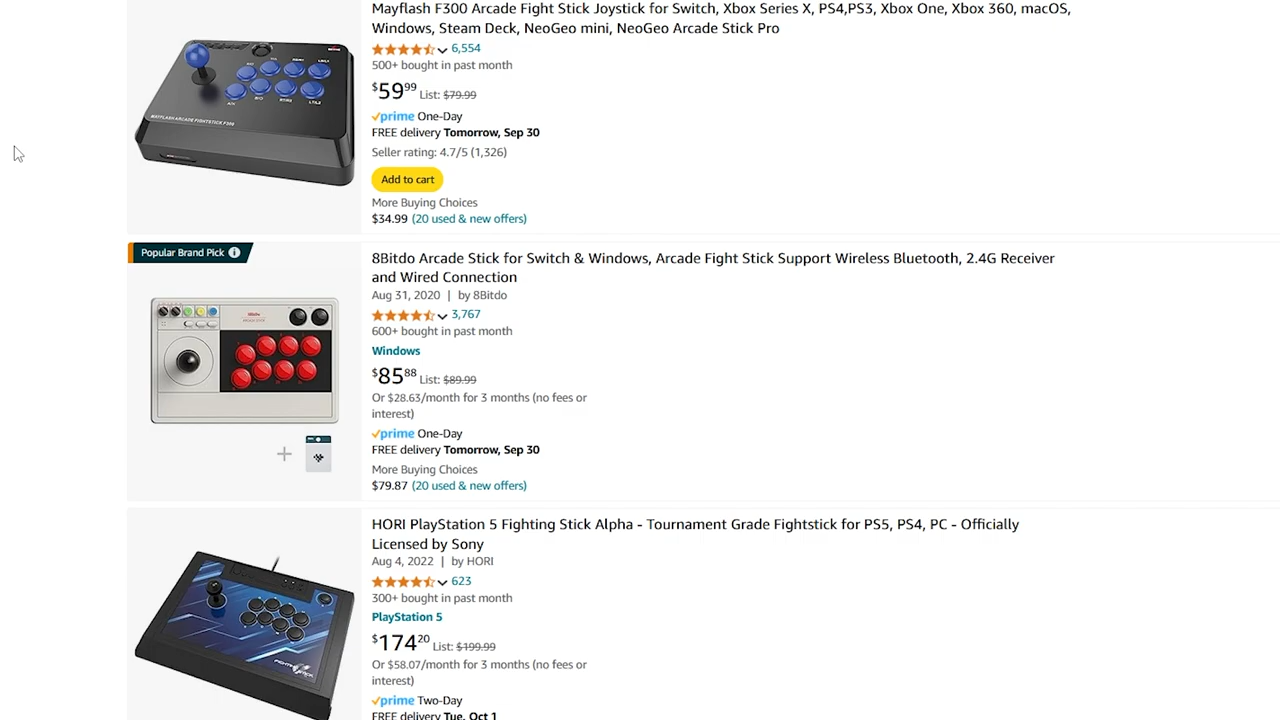 Mayflash F300 Arcade Fight Stick Joystick for Switch, Xbox Series X, PS4,PS3, Xbox One, Xbox 360, macOS,
Windows, Steam Deck, NeoGeo mini, NeoGeo Arcade Stick Pro
6,554
500+ bought in past month
$59.99 List: $79.99
prime One-Day
FREE delivery Tomorrow, Sep 30
Seller rating: 4.7/5 (1,326)
Add to cart
More Buying Choices
$34.99 (20 used & new offers)
MAYFLASH ARCADE FIGHTSTICK F300
Popular Brand Pick
8Bitdo Arcade Stick for Switch & Windows, Arcade Fight Stick Support Wireless Bluetooth, 2.4G Receiver
and Wired Connection
Aug 31, 2020 | by 8Bitdo
3,767
600+ bought in past month
Windows
$85.88 List: $89.99
Or $28.63/month for 3 months (no fees or
interest)
prime One-Day
FREE delivery Tomorrow, Sep 30
More Buying Choices
$79.87 (20 used & new offers)
HORI PlayStation 5 Fighting Stick Alpha - Tournament Grade Fightstick for PS5, PS4, PC - Officially
Licensed by Sony
Aug 4, 2022 | by HORI
623
300+ bought in past month
PlayStation 5
$174.20 List: $199.99
Or $58.07/month for 3 months (no fees or
interest)
prime Two-Day
FREE delivery Tue, Oct 1